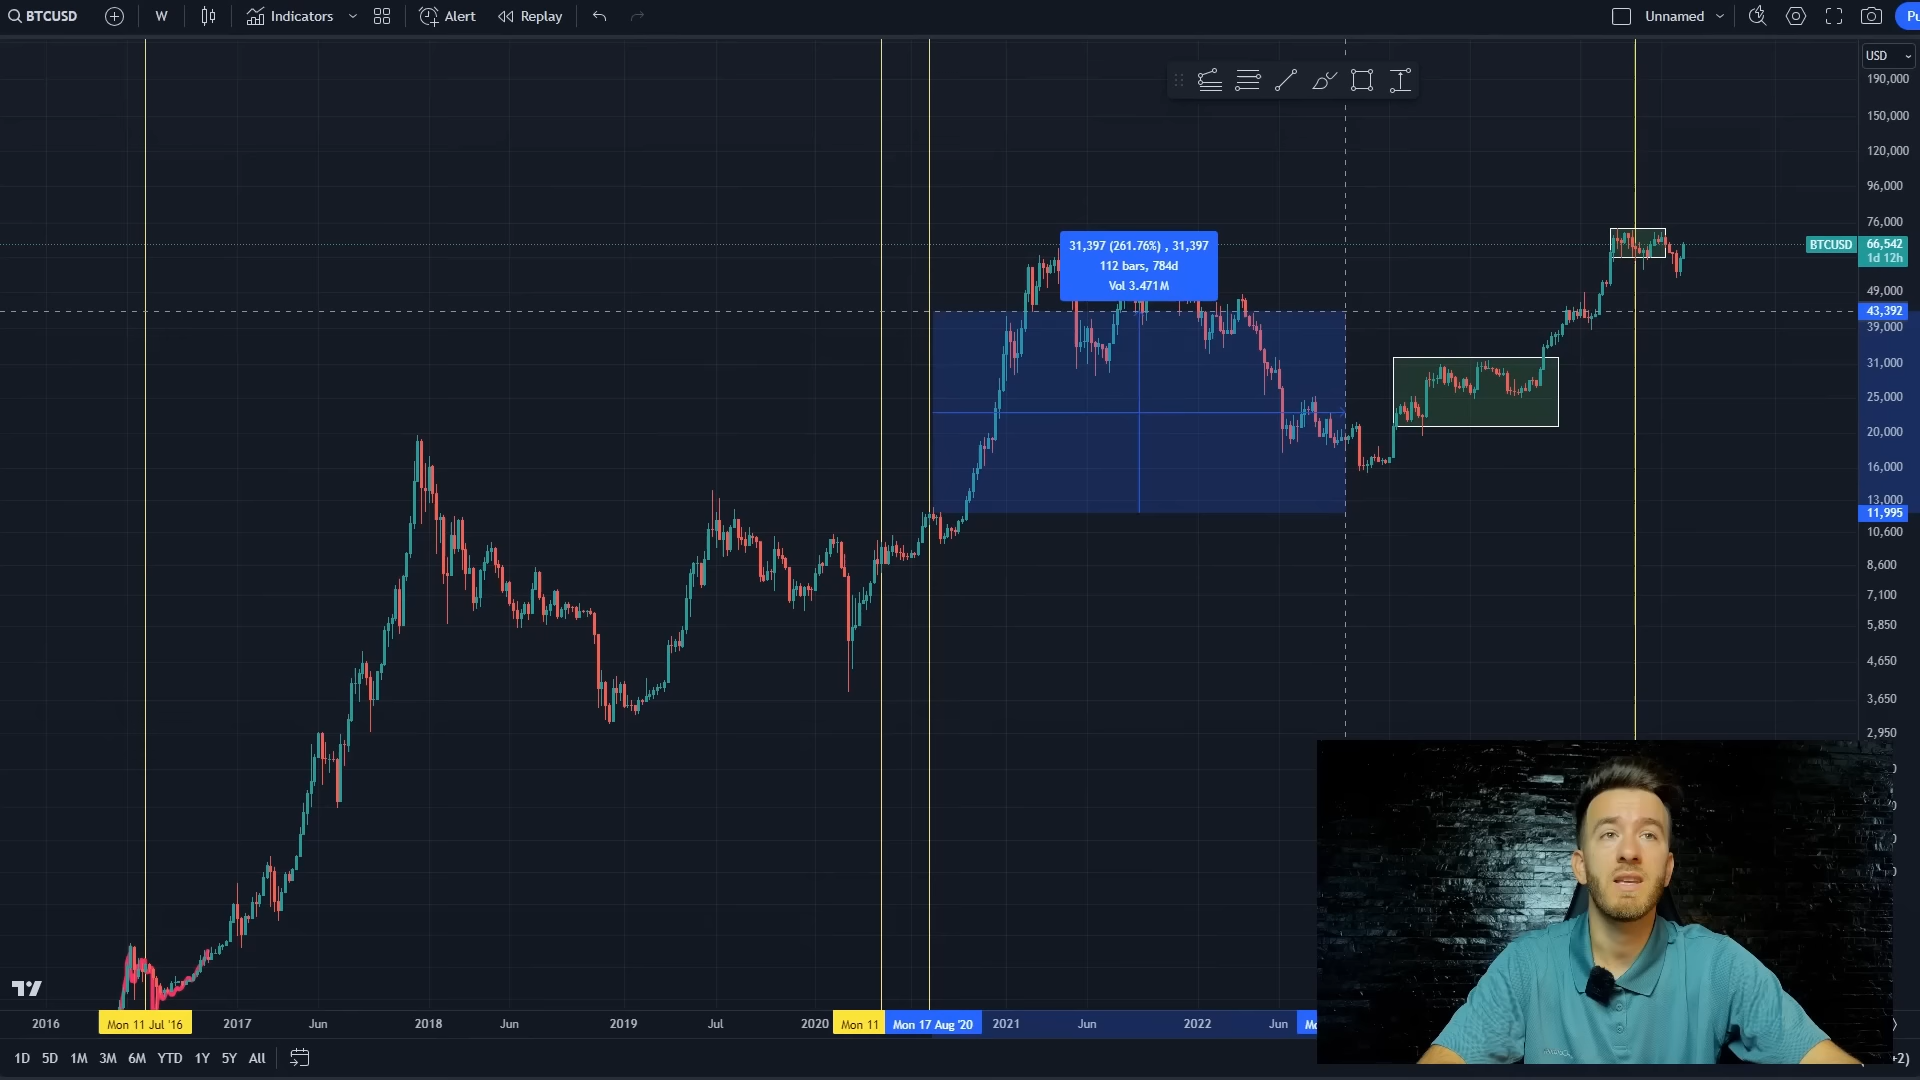 BTCUSD W Indicators Alert Replay Unnamed Pu
USD
190,000
150,000
120,000
96,000
76,000
BTCUSD 66,542
1d 12h
49,000
43,392
39,000
31,000
25,000
20,000
16,000
13,000
11,995
10,600
8,600
7,100
5,850
4,650
3,650
2,950
31,397 (261.76%) , 31,397
112 bars, 784d
Vol 3.471M
2016 Mon 11 Jul '16 2017 Jun 2018 Jun 2019 Jul 2020 Mon 11 Mon 17 Aug '20 2021 Jun 2022 Jun Mo
1D 5D 1M 3M 6M YTD 1Y 5Y All +2)